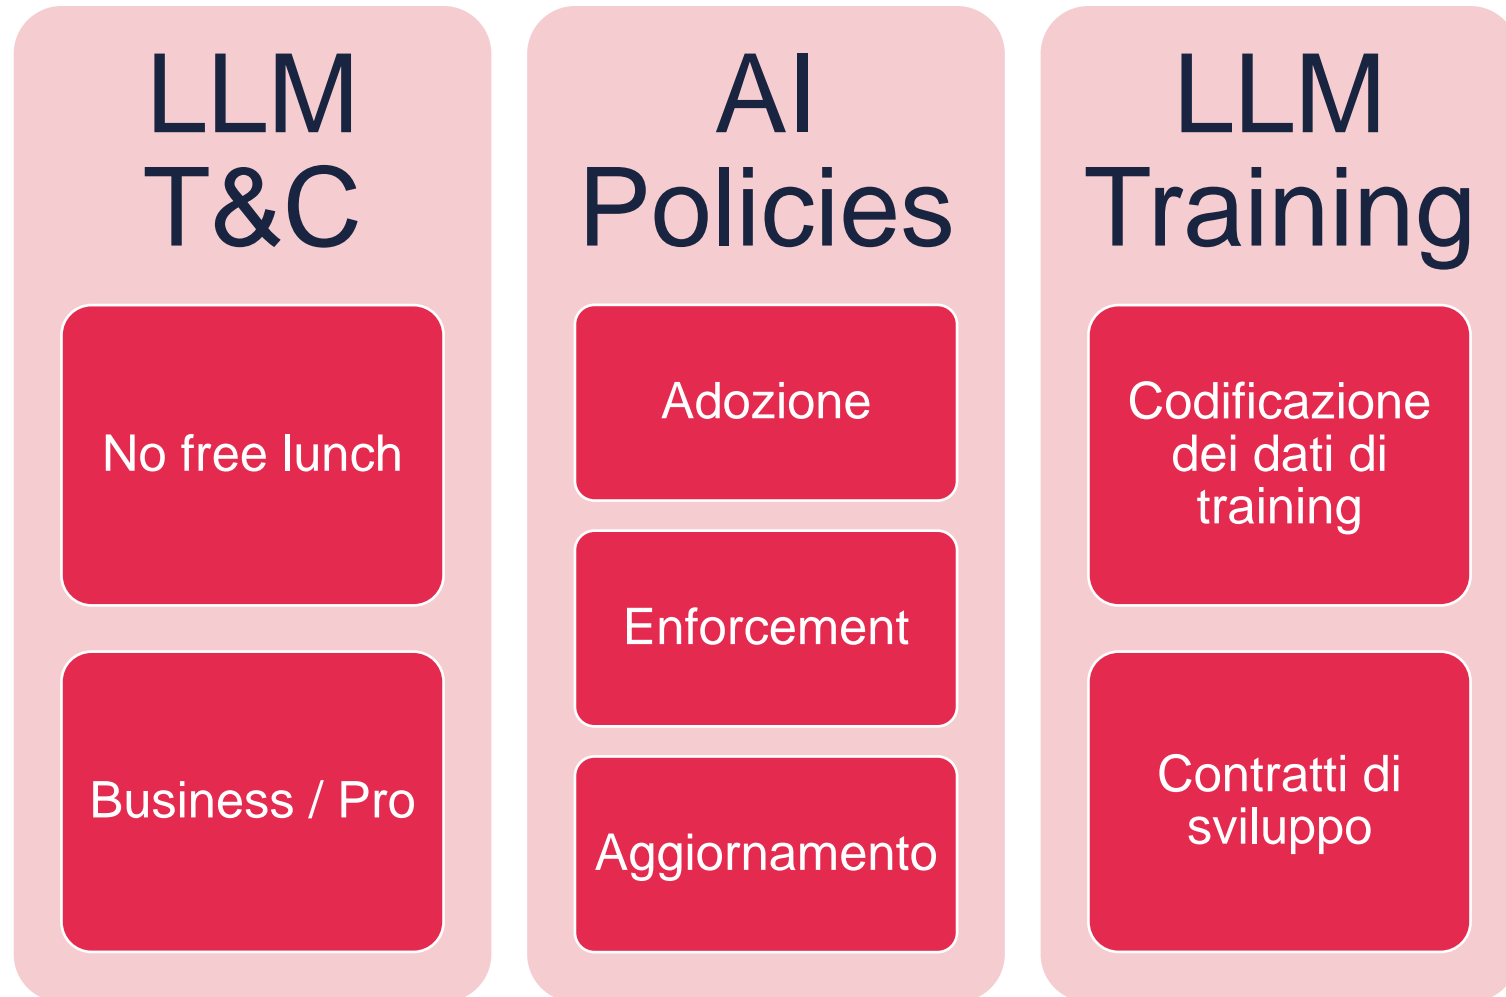 LLM
T&C
No free lunch
Business / Pro
AI
Policies
Adozione
Enforcement
Aggiornamento
LLM
Training
Codificazione
dei dati di
training
Contratti di
sviluppo